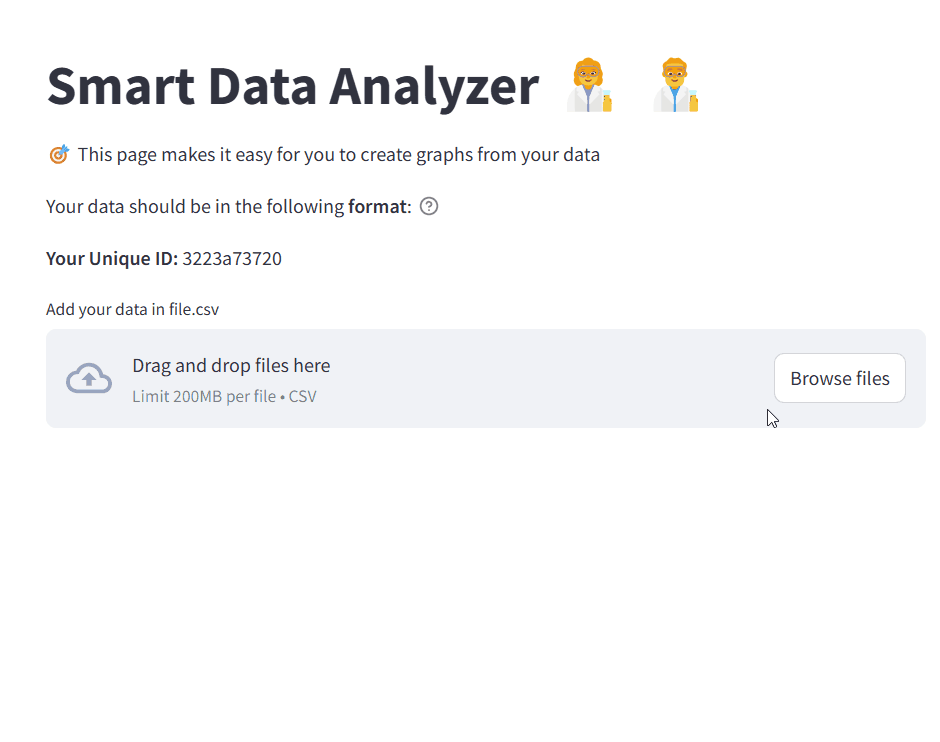 Smart Data Analyzer
This page makes it easy for you to create graphs from your data
Your data should be in the following format: ?
Your Unique ID: 3223a73720
Add your data in file.csv
Drag and drop files here
Limit 200MB per file • CSV
Browse files